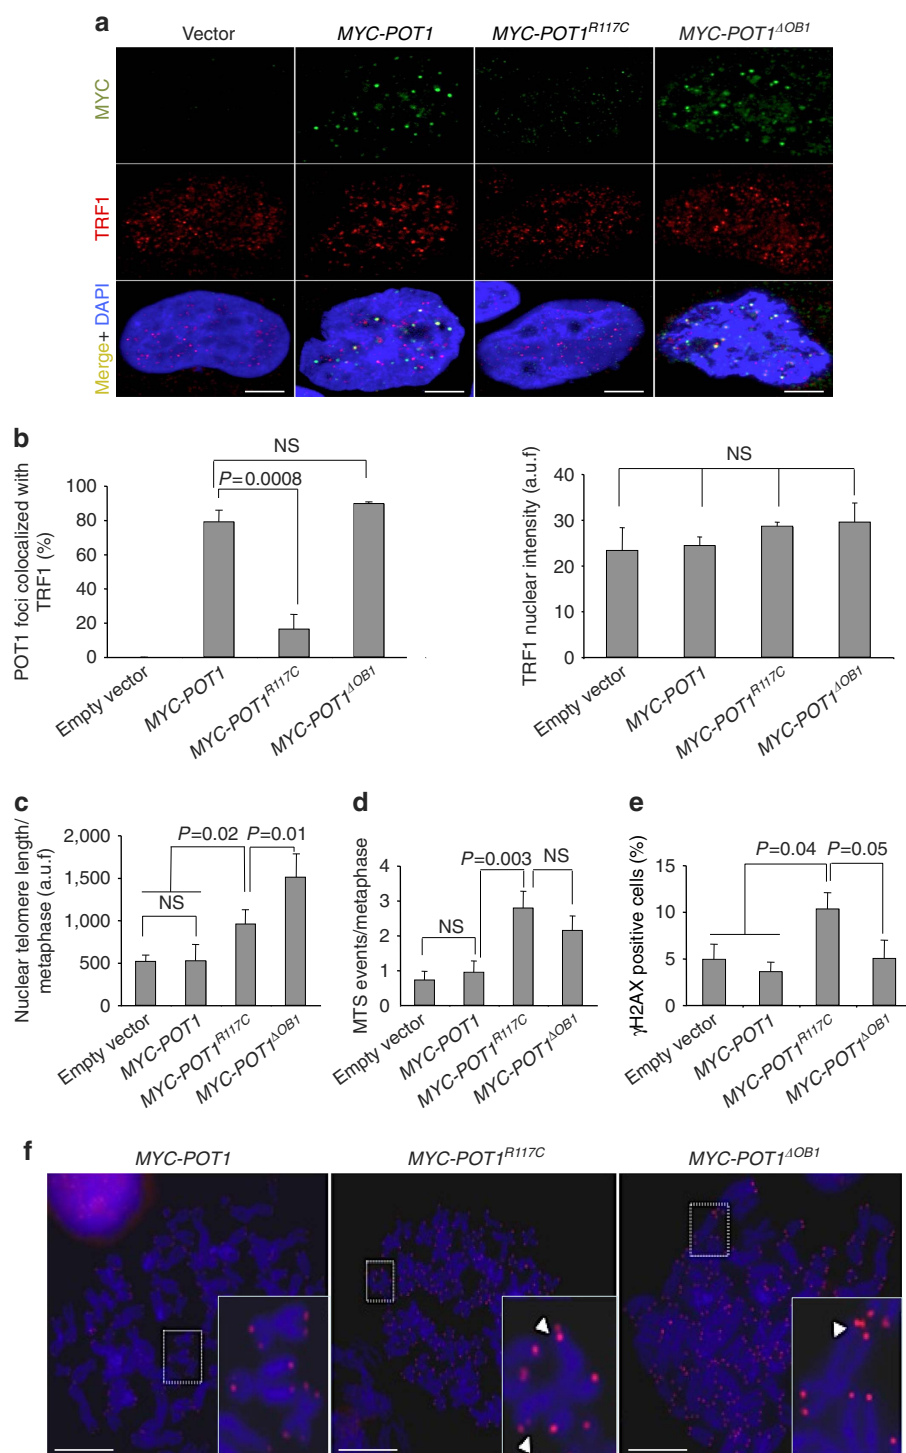 a
Vector
MYC-POT1
MYC-POT1R117C
MYC-POT1ΔOB1
MYC
TRF1
Merge+ DAPI
b
POT1 foci colocalized with
TRF1 (%)
100
80
60
40
20
0
NS
P=0.0008
Empty vector
MYC-POT1
MYC-POT1R117C
MYC-POT1ΔOB1
TRF1 nuclear intensity (a.u.f)
40
30
20
10
0
NS
Empty vector
MYC-POT1
MYC-POT1R117C
MYC-POT1ΔOB1
c
Nuclear telomere length/
metaphase (a.u.f)
2,000
1,500
1,000
500
0
P=0.02
P=0.01
NS
Empty vector
MYC-POT1
MYC-POT1R117C
MYC-POT1ΔOB1
d
MTS events/metaphase
4
3
2
1
0
P=0.003
NS
NS
Empty vector
MYC-POT1
MYC-POT1R117C
MYC-POT1ΔOB1
e
γH2AX positive cells (%)
15
10
5
0
P=0.04
P=0.05
Empty vector
MYC-POT1
MYC-POT1R117C
MYC-POT1ΔOB1
f
MYC-POT1
MYC-POT1R117C
MYC-POT1ΔOB1